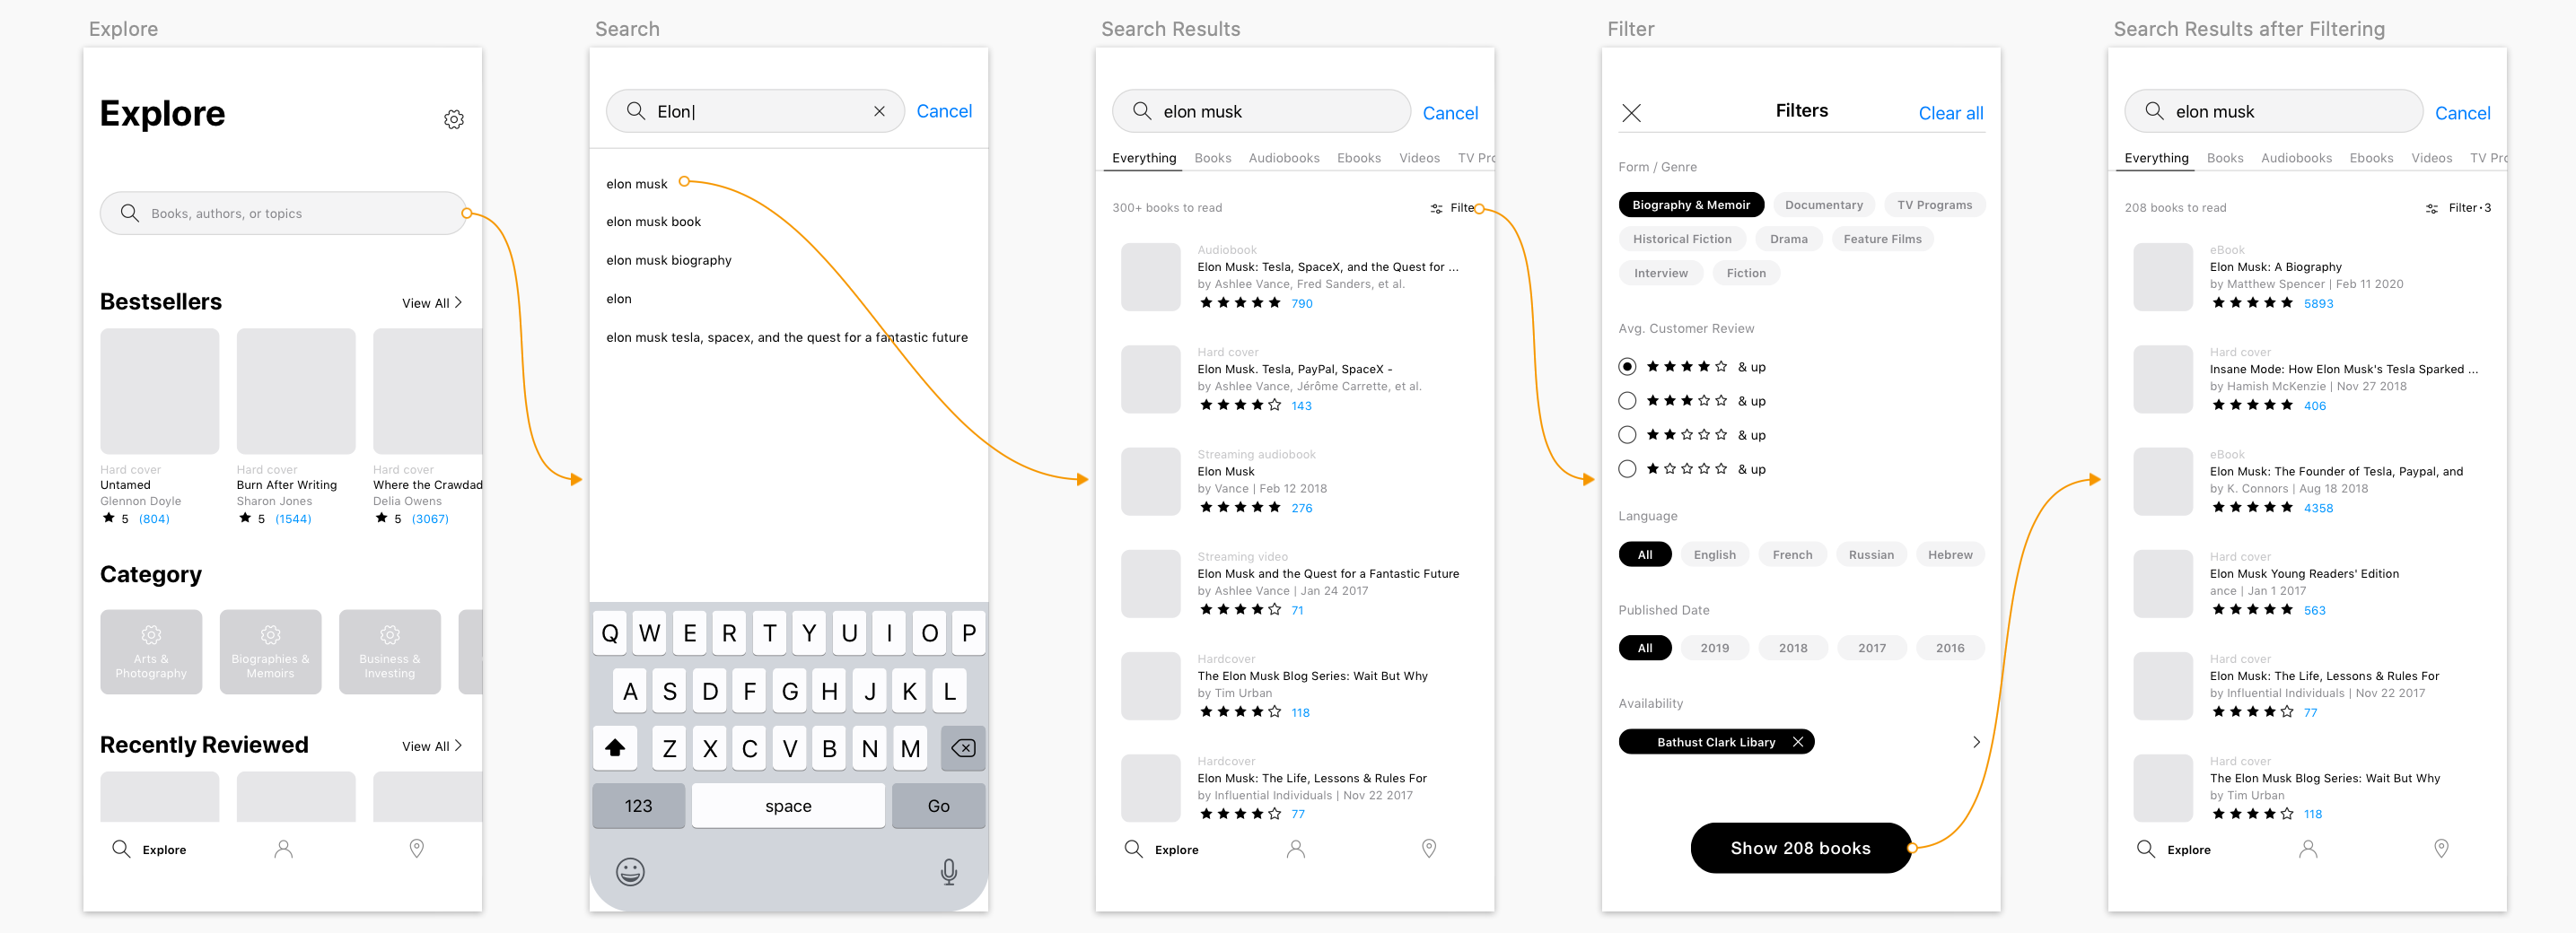 Explore
Explore
Books, authors, or topics
Bestsellers
View All
Hard cover
Untamed
Glennon Doyle
5 (804)
Hard cover
Burn After Writing
Sharon Jones
5 (1544)
Hard cover
Where the Crawdad
Delia Owens
5 (3067)
Category
Arts &
Photography
Biographies &
Memoirs
Business &
Investing
Recently Reviewed
View All
Explore
Search
Elon
Cancel
elon musk
elon musk book
elon musk biography
elon
elon musk tesla, spacex, and the quest for a fantastic future
Q W E R T Y U I O P
A S D F G H J K L
Z X C V B N M
123 space Go
Search Results
elon musk
Cancel
Everything Books Audiobooks Ebooks Videos TV Prc
300+ books to read
Filte
Audiobook
Elon Musk: Tesla, SpaceX, and the Quest for ...
by Ashlee Vance, Fred Sanders, et al.
790
Hard cover
Elon Musk. Tesla, PayPal, SpaceX -
by Ashlee Vance, Jérôme Carrette, et al.
143
Streaming audiobook
Elon Musk
by Vance | Feb 12 2018
276
Streaming video
Elon Musk and the Quest for a Fantastic Future
by Ashlee Vance | Jan 24 2017
71
Hardcover
The Elon Musk Blog Series: Wait But Why
by Tim Urban
118
Hardcover
Elon Musk: The Life, Lessons & Rules For
by Influential Individuals | Nov 22 2017
77
Explore
Filter
Filters
Clear all
Form / Genre
Biography & Memoir Documentary TV Programs
Historical Fiction Drama Feature Films
Interview Fiction
Avg. Customer Review
& up
& up
& up
& up
Language
All English French Russian Hebrew
Published Date
All 2019 2018 2017 2016
Availability
Bathust Clark Libary
Show 208 books
Search Results after Filtering
elon musk
Cancel
Everything Books Audiobooks Ebooks Videos TV Prc
208 books to read
Filter · 3
eBook
Elon Musk: A Biography
by Matthew Spencer | Feb 11 2020
5893
Hard cover
Insane Mode: How Elon Musk's Tesla Sparked ...
by Hamish McKenzie | Nov 27 2018
406
eBook
Elon Musk: The Founder of Tesla, Paypal, and
by K. Connors | Aug 18 2018
4358
Hard cover
Elon Musk Young Readers' Edition
ance | Jan 1 2017
563
Hard cover
Elon Musk: The Life, Lessons & Rules For
by Influential Individuals | Nov 22 2017
77
Hard cover
The Elon Musk Blog Series: Wait But Why
by Tim Urban
118
Explore